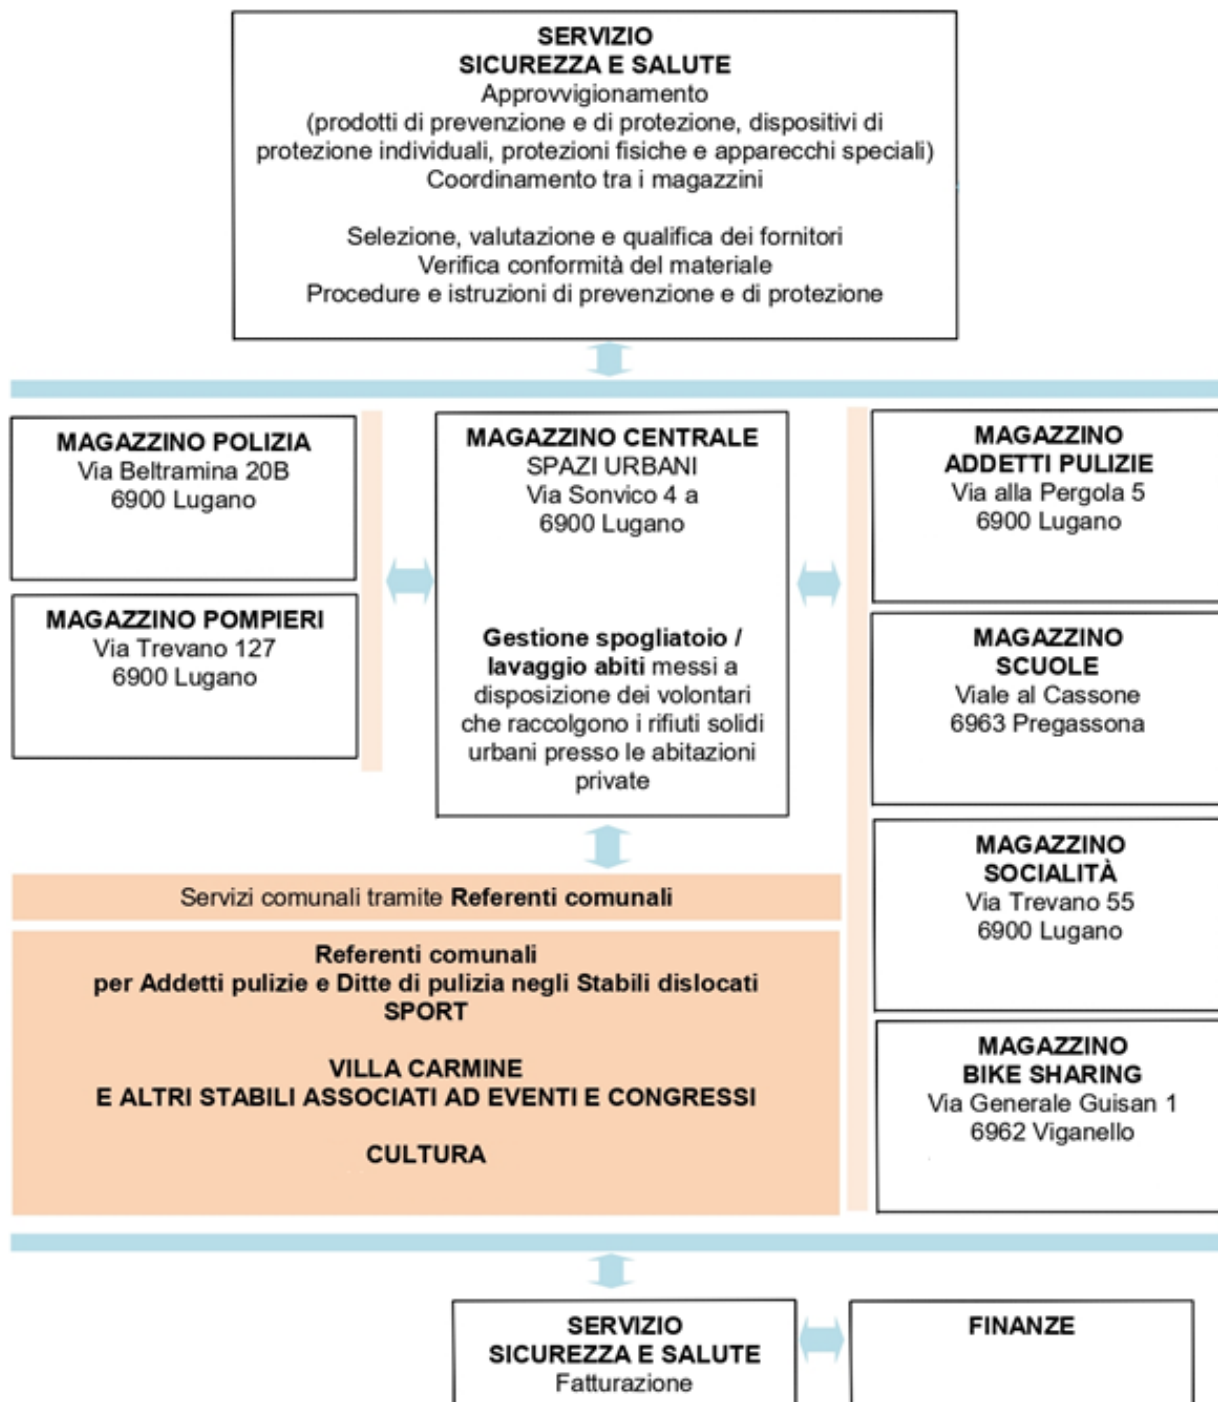 SERVIZIO
SICUREZZA E SALUTE
Approvvigionamento
(prodotti di prevenzione e di protezione, dispositivi di
protezione individuali, protezioni fisiche e apparecchi speciali)
Coordinamento tra i magazzini
Selezione, valutazione e qualifica dei fornitori
Verifica conformità del materiale
Procedure e istruzioni di prevenzione e di protezione
MAGAZZINO POLIZIA
Via Beltramina 20B
6900 Lugano
MAGAZZINO POMPIERI
Via Trevano 127
6900 Lugano
MAGAZZINO CENTRALE
SPAZI URBANI
Via Sonvico 4 a
6900 Lugano
Gestione spogliatoio /
lavaggio abiti messi a
disposizione dei volontari
che raccolgono i rifiuti solidi
urbani presso le abitazioni
private
MAGAZZINO
ADDETTI PULIZIE
Via alla Pergola 5
6900 Lugano
MAGAZZINO
SCUOLE
Viale al Cassone
6963 Pregassona
MAGAZZINO
SOCIALITÀ
Via Trevano 55
6900 Lugano
MAGAZZINO
BIKE SHARING
Via Generale Guisan 1
6962 Viganello
Servizi comunali tramite Referenti comunali
Referenti comunali
per Addetti pulizie e Ditte di pulizia negli Stabili dislocati
SPORT
VILLA CARMINE
E ALTRI STABILI ASSOCIATI AD EVENTI E CONGRESSI
CULTURA
SERVIZIO
SICUREZZA E SALUTE
Fatturazione
FINANZE